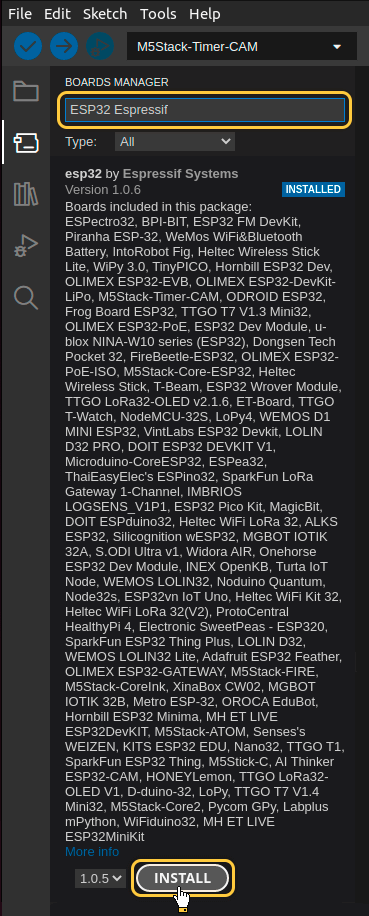 File Edit Sketch Tools Help
M5Stack-Timer-CAM
BOARDS MANAGER
ESP32 Espressif
Type: All
esp32 by Espressif Systems
Version 1.0.6 INSTALLED
Boards included in this package:
ESPectro32, BPI-BIT, ESP32 FM DevKit,
Piranha ESP-32, WeMos WiFi&Bluetooth
Battery, IntoRobot Fig, Heltec Wireless Stick
Lite, WiPy 3.0, TinyPICO, Hornbill ESP32 Dev,
OLIMEX ESP32-EVB, OLIMEX ESP32-DevKit-
LiPo, M5Stack-Timer-CAM, ODROID ESP32,
Frog Board ESP32, TTGO T7 V1.3 Mini32,
OLIMEX ESP32-PoE, ESP32 Dev Module, u-
blox NINA-W10 series (ESP32), Dongsen Tech
Pocket 32, FireBeetle-ESP32, OLIMEX ESP32-
PoE-ISO, M5Stack-Core-ESP32, Heltec
Wireless Stick, T-Beam, ESP32 Wrover Module,
TTGO LoRa32-OLED v2.1.6, ET-Board, TTGO
T-Watch, NodeMCU-32S, LoPy4, WEMOS D1
MINI ESP32, VintLabs ESP32 Devkit, LOLIN
D32 PRO, DOIT ESP32 DEVKIT V1,
Microduino-CoreESP32, ESPea32,
ThaiEasyElec's ESPino32, SparkFun LoRa
Gateway 1-Channel, IMBRIOS
LOGSENS_V1P1, ESP32 Pico Kit, MagicBit,
DOIT ESPduino32, Heltec WiFi LoRa 32, ALKS
ESP32, Silicognition wESP32, MGBOT IOTIK
32A, S.ODI Ultra v1, Widora AIR, Onehorse
ESP32 Dev Module, INEX OpenKB, Turta IoT
Node, WEMOS LOLIN32, Noduino Quantum,
Node32s, ESP32vn IoT Uno, Heltec WiFi Kit 32,
Heltec WiFi LoRa 32(V2), ProtoCentral
HealthyPi 4, Electronic SweetPeas - ESP320,
SparkFun ESP32 Thing Plus, LOLIN D32,
WEMOS LOLIN32 Lite, Adafruit ESP32 Feather,
OLIMEX ESP32-GATEWAY, M5Stack-FIRE,
M5Stack-CoreInk, XinaBox CW02, MGBOT
IOTIK 32B, Metro ESP-32, OROCA EduBot,
Hornbill ESP32 Minima, MH ET LIVE
ESP32DevKIT, M5Stack-ATOM, Senses's
WEIZEN, KITS ESP32 EDU, Nano32, TTGO T1,
SparkFun ESP32 Thing, M5Stick-C, AI Thinker
ESP32-CAM, HONEYLemon, TTGO LoRa32-
OLED V1, D-duino-32, LoPy, TTGO T7 V1.4
Mini32, M5Stack-Core2, Pycom GPy, Labplus
mPython, WiFiduino32, MH ET LIVE
ESP32MiniKit
More info
1.0.5 INSTALL